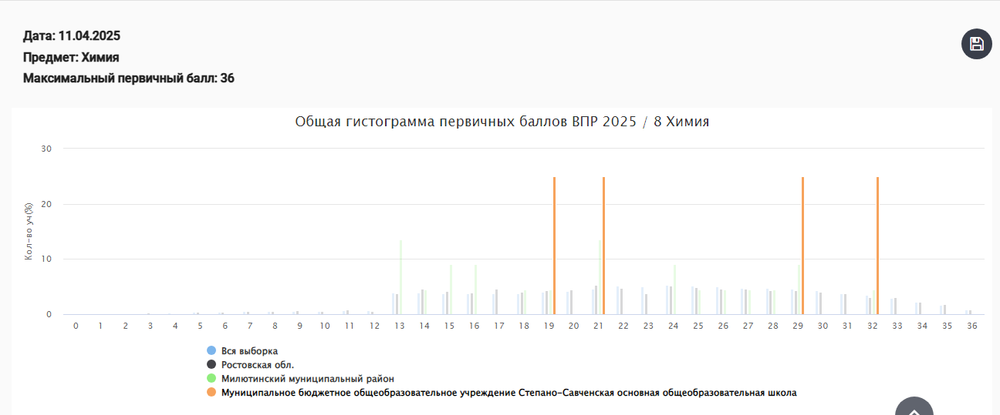 Дата: 11.04.2025
Предмет: Химия
Максимальный первичный балл: 36
Общая гистограмма первичных баллов ВПР 2025 / 8 Химия
Кол-во уч(%)
30
20
10
0
0 1 2 3 4 5 6 7 8 9 10 11 12 13 14 15 16 17 18 19 20 21 22 23 24 25 26 27 28 29 30 31 32 33 34 35 36
Вся выборка
Ростовская обл.
Милютинский муниципальный район
Муниципальное бюджетное общеобразовательное учреждение Степано-Савченская основная общеобразовательная школа